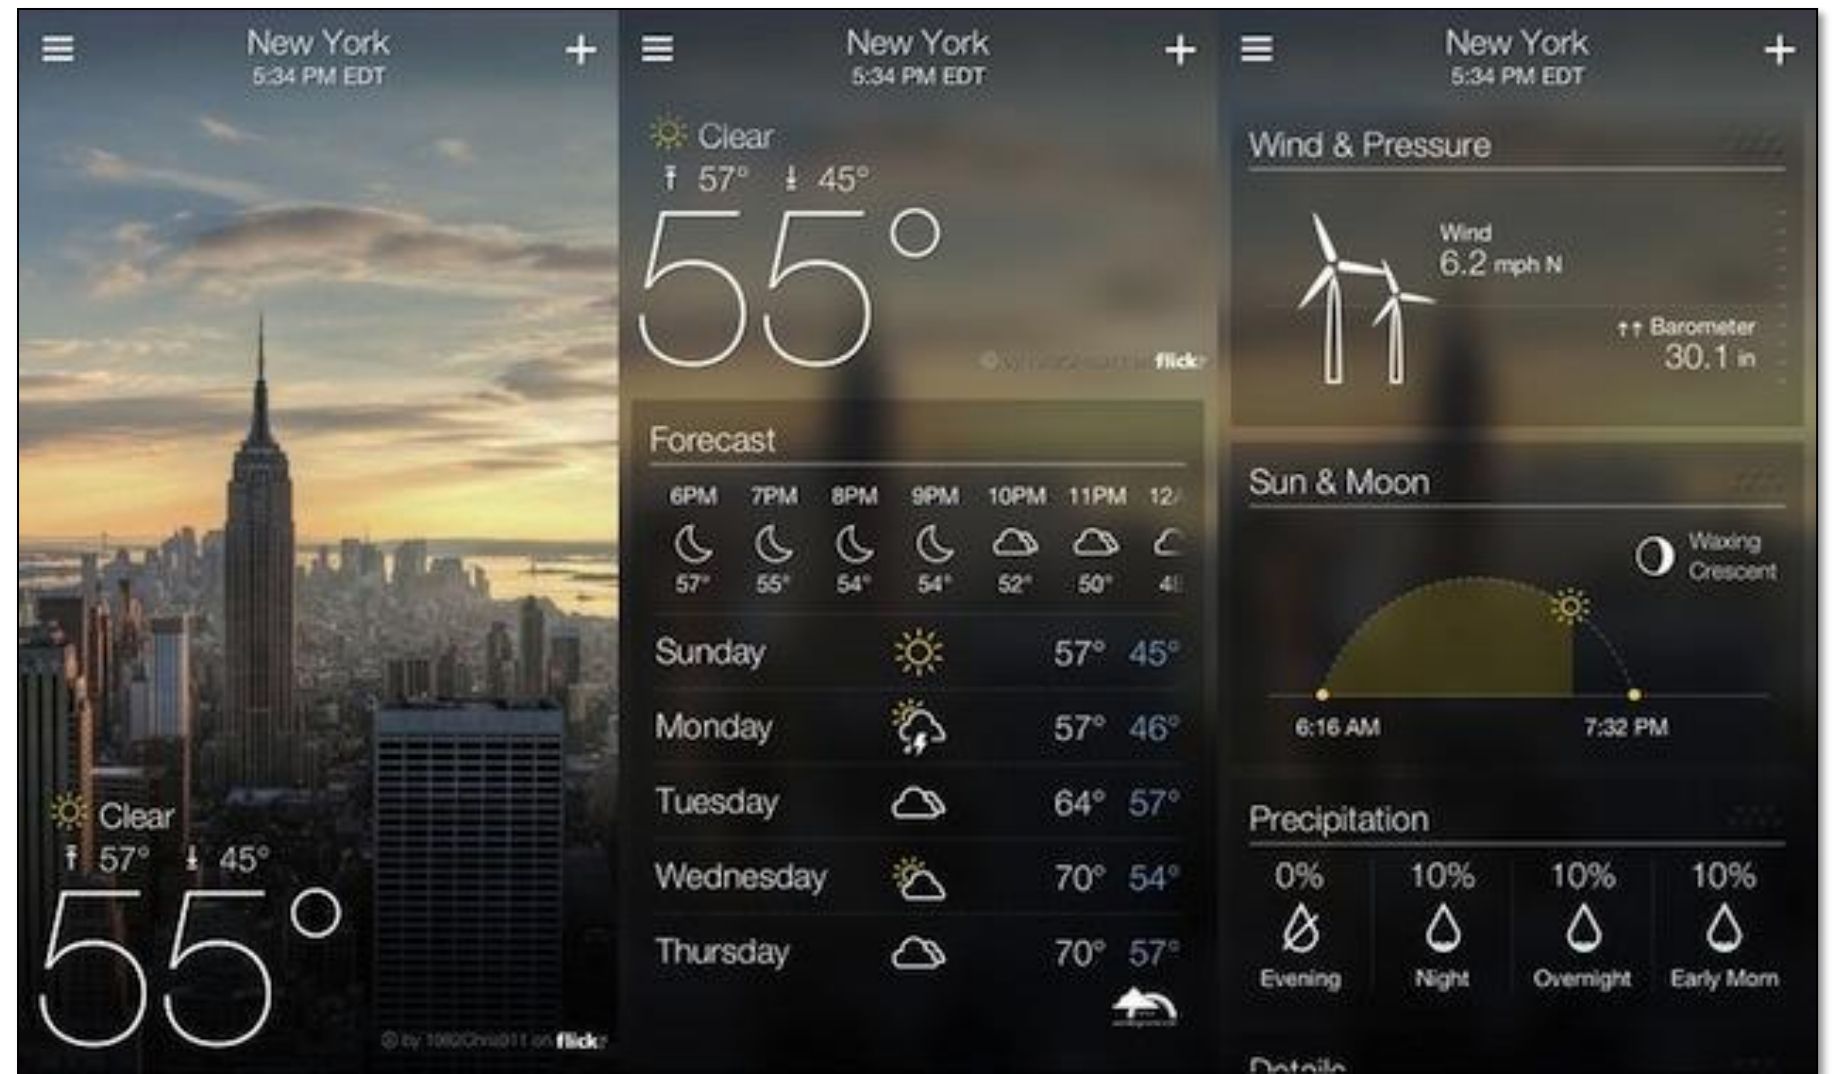 New York
5:34 PM EDT
Clear
57° 45°
55°
by 1082Chris011 on flickr
New York
5:34 PM EDT
Clear
57° 45°
55°
flickr
Forecast
6PM 7PM 8PM 9PM 10PM 11PM
57° 55° 54° 54° 52° 50°
Sunday 57° 45°
Monday 57° 46°
Tuesday 64° 57°
Wednesday 70° 54°
Thursday 70° 57°
New York
5:34 PM EDT
Wind & Pressure
Wind
6.2 mph N
Barometer
30.1 in
Sun & Moon
Waxing
Crescent
6:16 AM 7:32 PM
Precipitation
0% 10% 10% 10%
Evening Night Overnight Early Morn
Details